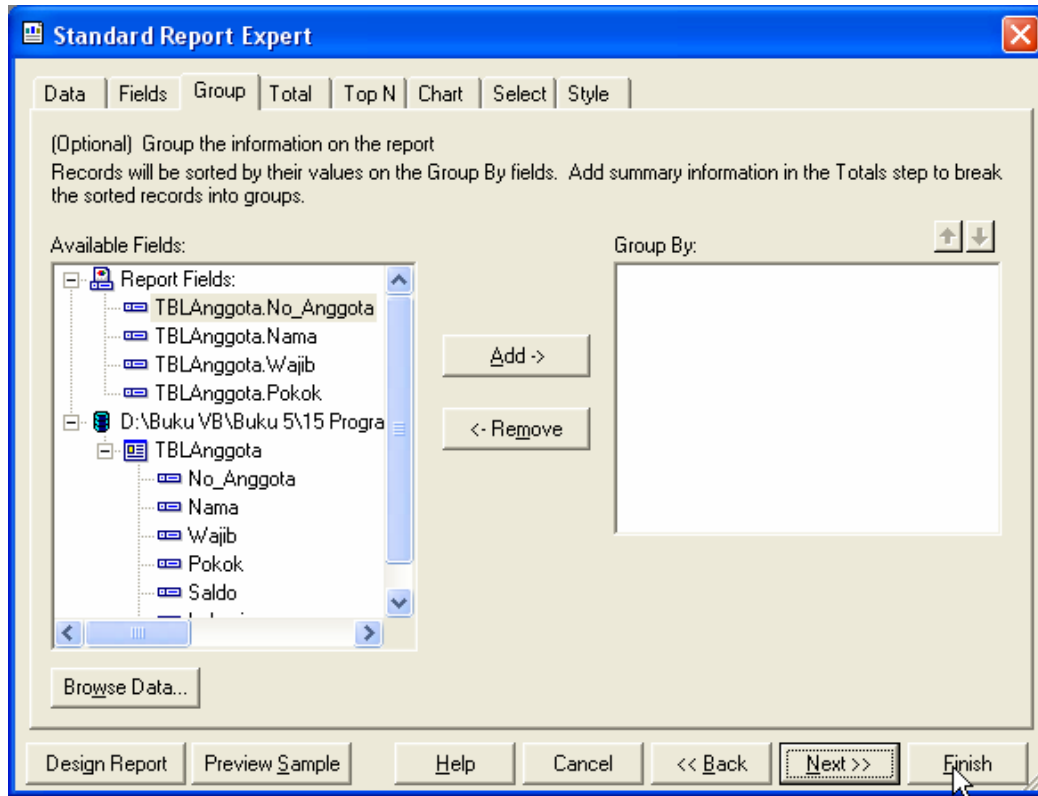 Standard Report Expert
Data Fields Group Total Top N Chart Select Style
(Optional) Group the information on the report
Records will be sorted by their values on the Group By fields. Add summary information in the Totals step to break
the sorted records into groups.
Available Fields:
Group By:
Report Fields:
TBLAnggota.No_Anggota
TBLAnggota.Nama
TBLAnggota.Wajib
TBLAnggota.Pokok
D:\Buku VB\Buku 5\15 Progra
TBLAnggota
No_Anggota
Nama
Wajib
Pokok
Saldo
Add ->
<- Remove
Browse Data...
Design Report Preview Sample Help Cancel << Back Next >> Finish